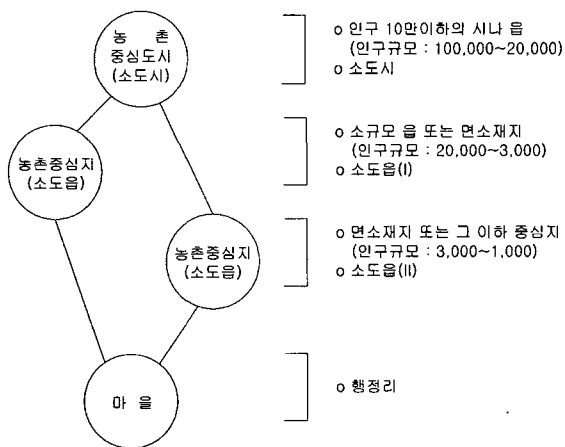 농 촌
중심도시
(소도시)
o 인구 10만이하의 시나 읍
(인구규모 : 100,000~20,000)
o 소도시
농촌중심지
(소도읍)
o 소규모 읍 또는 면소재지
(인구규모 : 20,000~3,000)
o 소도읍(I)
농촌중심지
(소도읍)
o 면소재지 또는 그 이하 중심지
(인구규모 : 3,000~1,000)
o 소도읍(II)
마 을
o 행정리